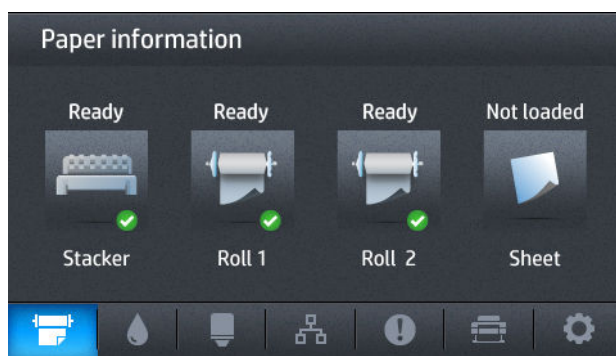 Paper information
Ready Ready Ready Not loaded
Stacker Roll 1 Roll 2 Sheet